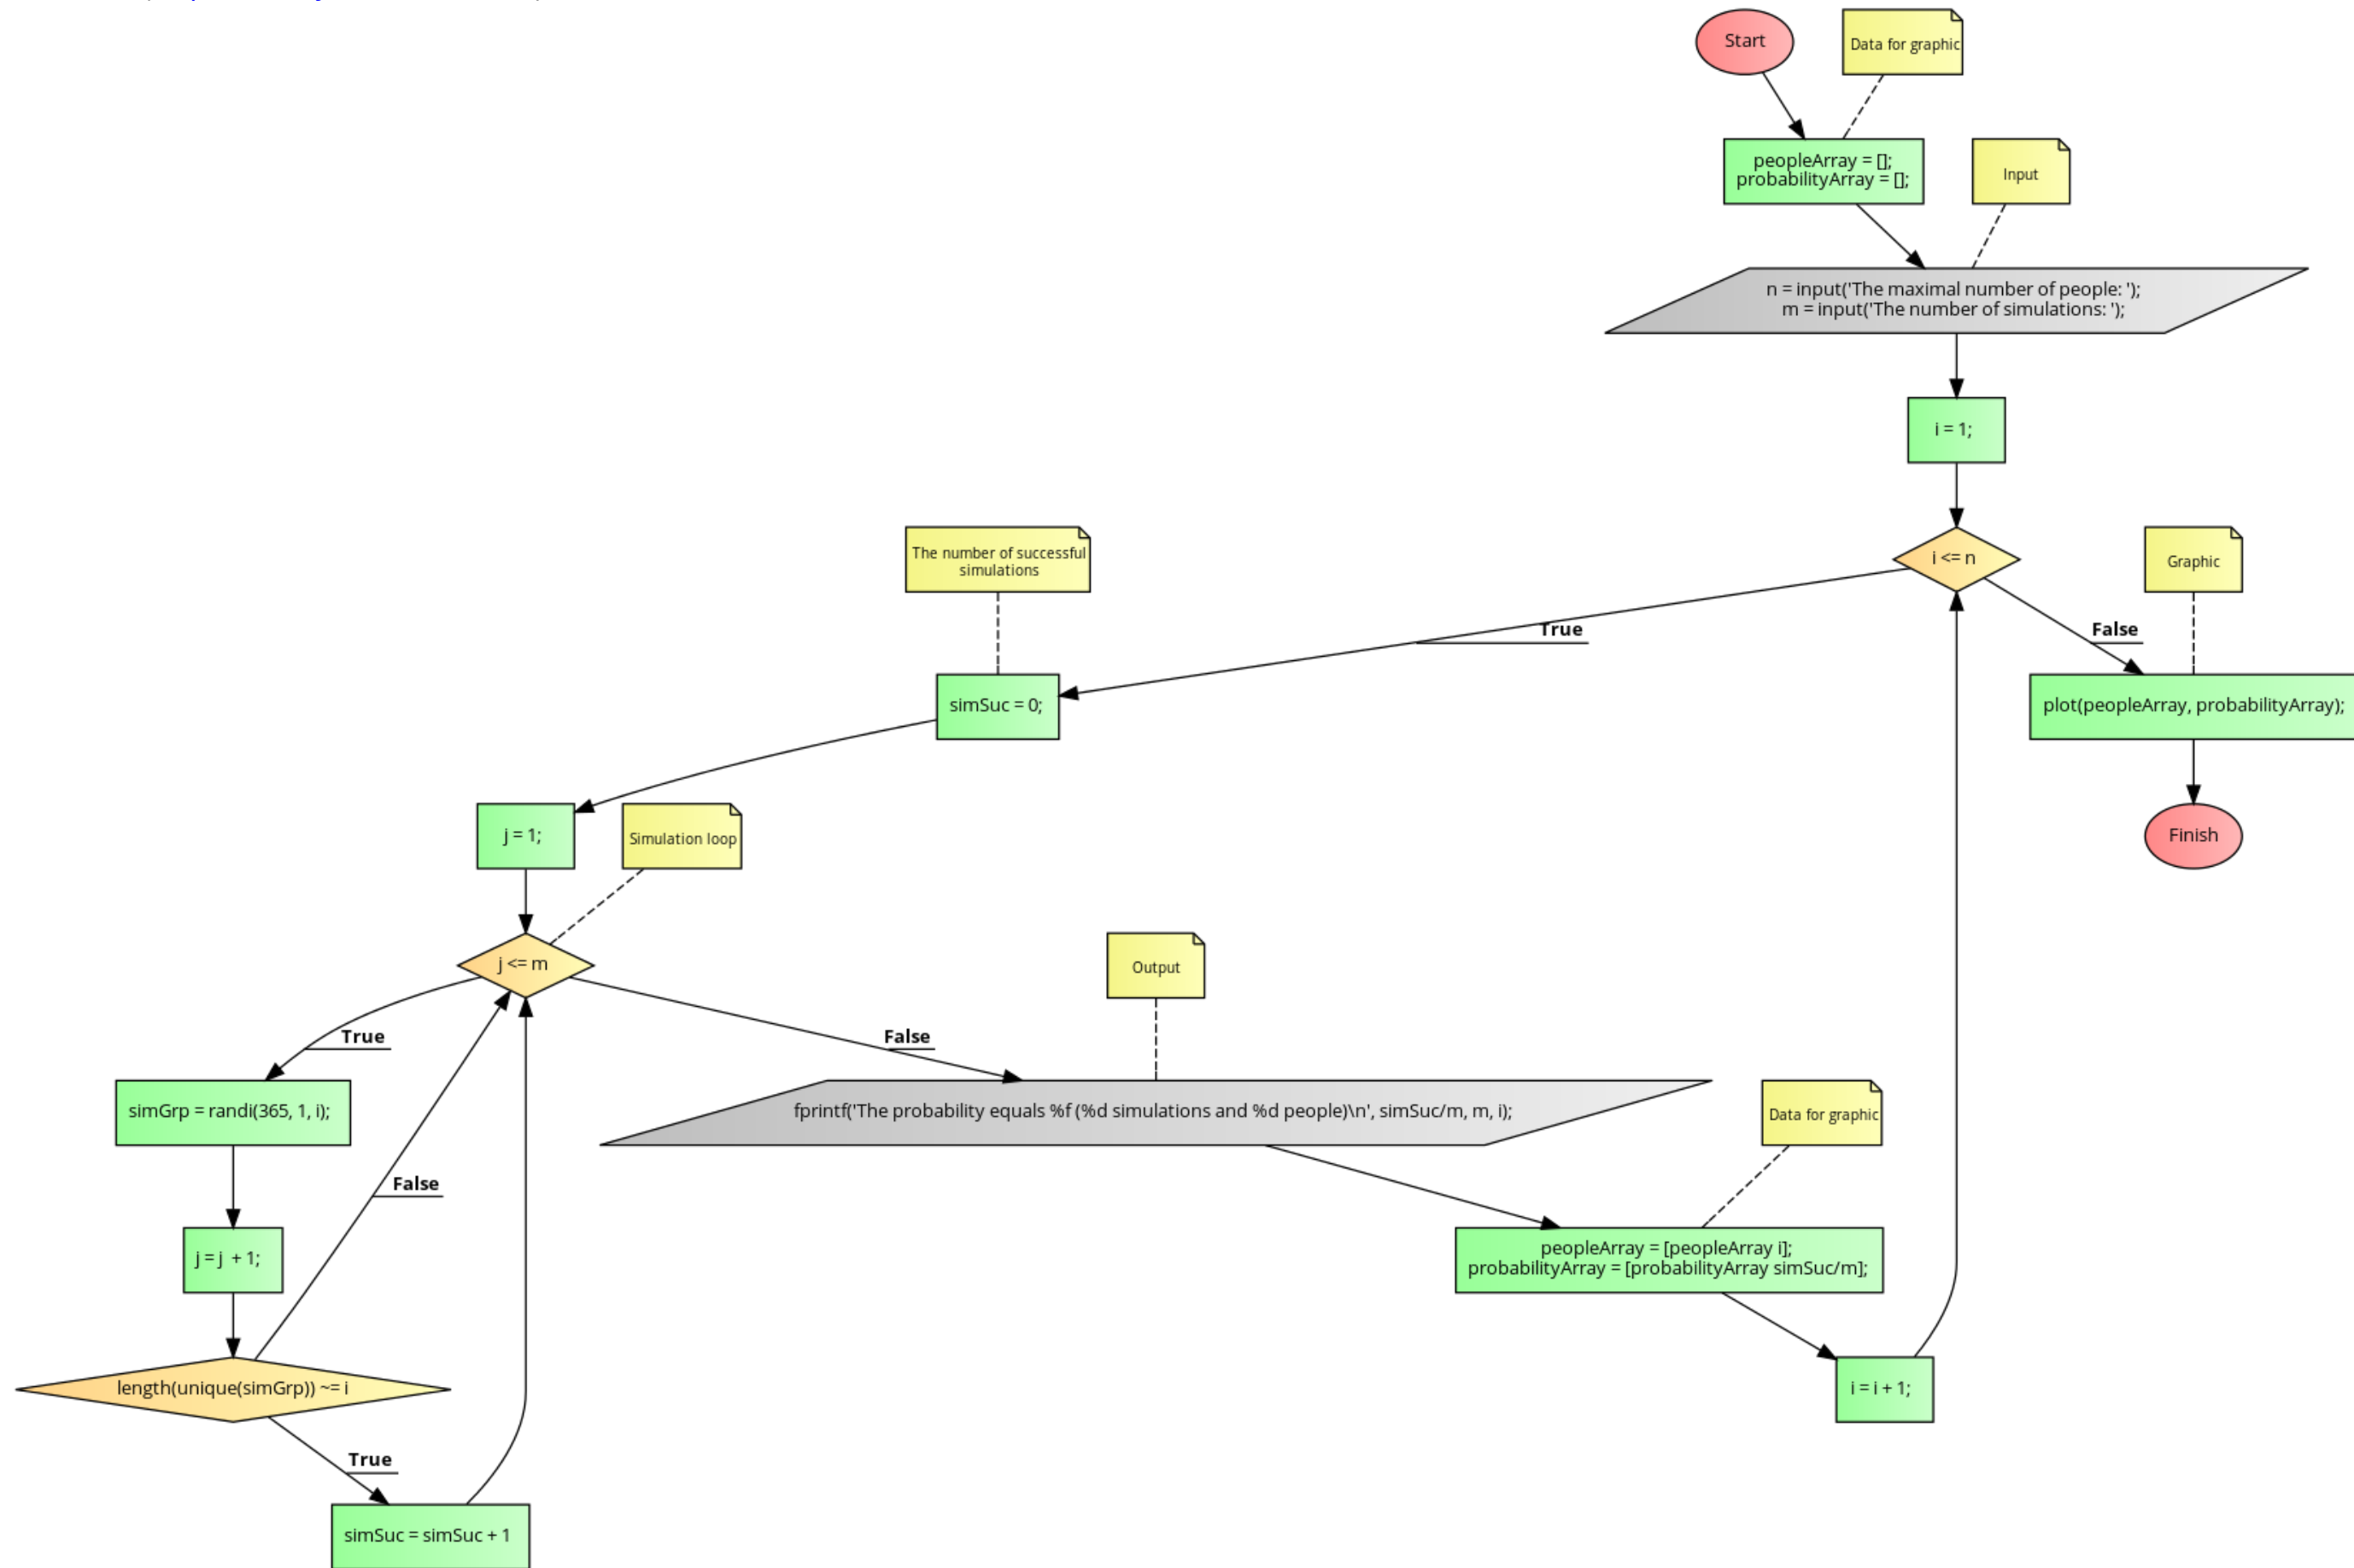 Start
Data for graphic
peopleArray = [];
probabilityArray = [];
Input
n = input('The maximal number of people: ');
m = input('The number of simulations: ');
i = 1;
i <= n
The number of successful
simulations
Graphic
True
False
simSuc = 0;
plot(peopleArray, probabilityArray);
j = 1;
Simulation loop
Finish
j <= m
Output
True
False
simGrp = randi(365, 1, i);
fprintf('The probability equals %f (%d simulations and %d people)\n', simSuc/m, m, i);
Data for graphic
False
j = j  + 1;
peopleArray = [peopleArray i];
probabilityArray = [probabilityArray simSuc/m];
length(unique(simGrp)) ~= i
i = i + 1;
True
simSuc = simSuc + 1